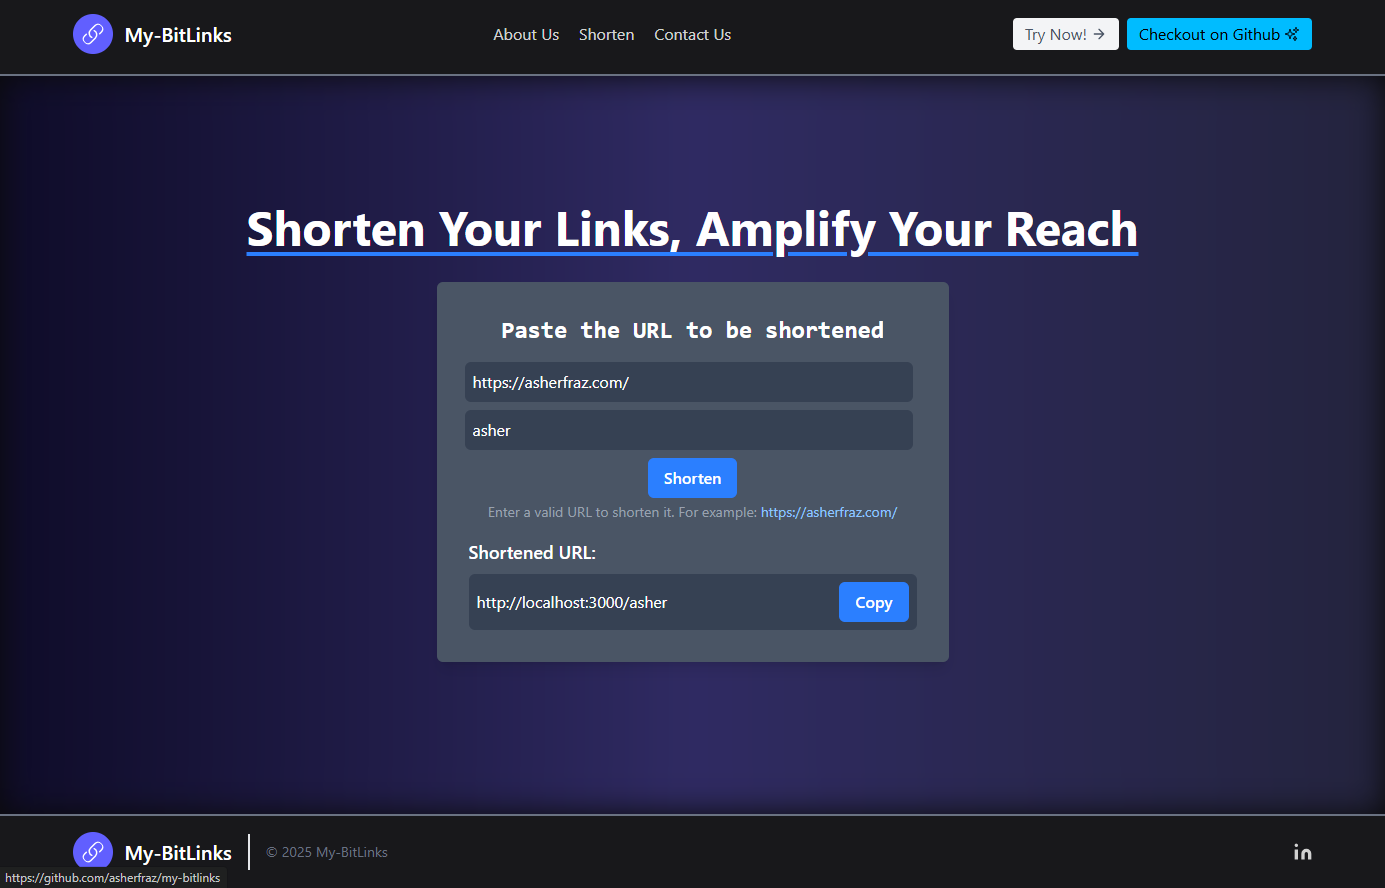 My-BitLinks
About Us Shorten Contact Us
Try Now! Checkout on Github
Shorten Your Links, Amplify Your Reach
Paste the URL to be shortened
https://asherfraz.com/
asher
Shorten
Enter a valid URL to shorten it. For example: https://asherfraz.com/
Shortened URL:
http://localhost:3000/asher
Copy
My-BitLinks
© 2025 My-BitLinks
in
https://github.com/asherfraz/my-bitlinks